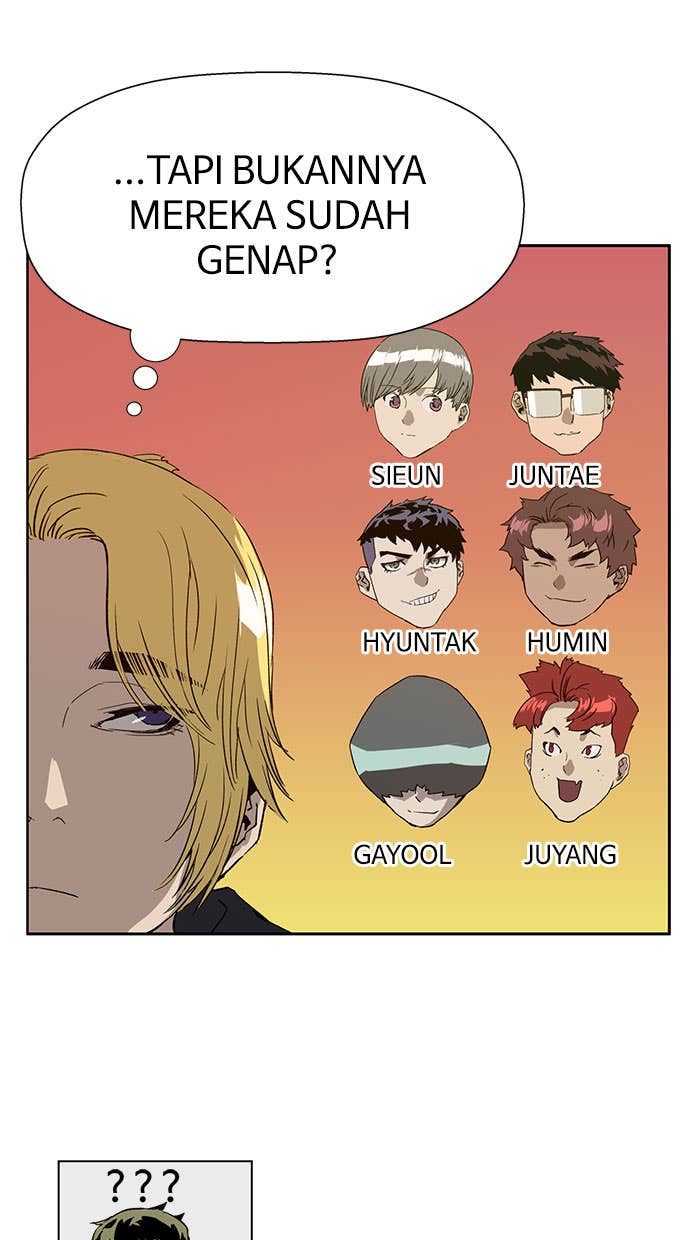 ...TAPI BUKANNYA
MEREKA SUDAH
GENAP?
SIEUN JUNTAE
HYUNTAK HUMIN
GAYOOL JUYANG
???